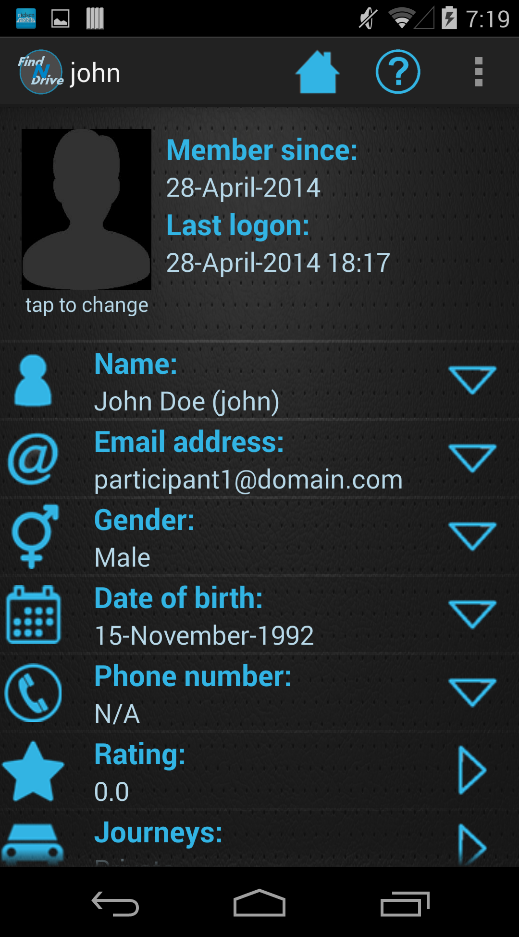 7:19
Find
N
Drive
john
?
Member since:
28-April-2014
Last logon:
28-April-2014 18:17
tap to change
Name:
John Doe (john)
@
Email address:
participant1@domain.com
Gender:
Male
Date of birth:
15-November-1992
Phone number:
N/A
Rating:
0.0
Journeys: